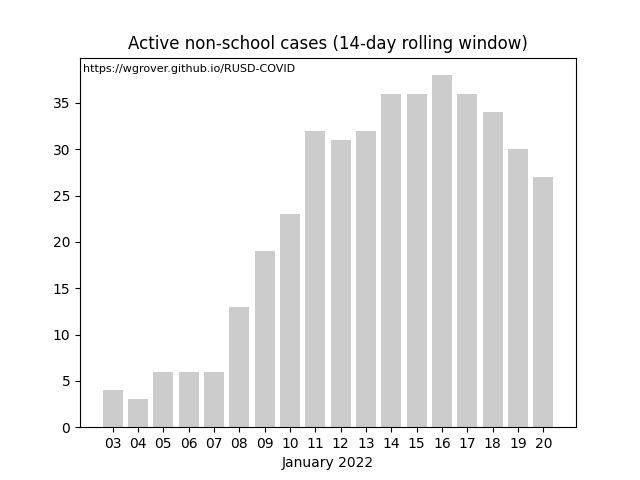 Active non-school cases (14-day rolling window)
https://wgrover.github.io/RUSD-COVID
35
30
25
20
15
10
5
0
03 04 05 06 07 08 09 10 11 12 13 14 15 16 17 18 19 20
January 2022